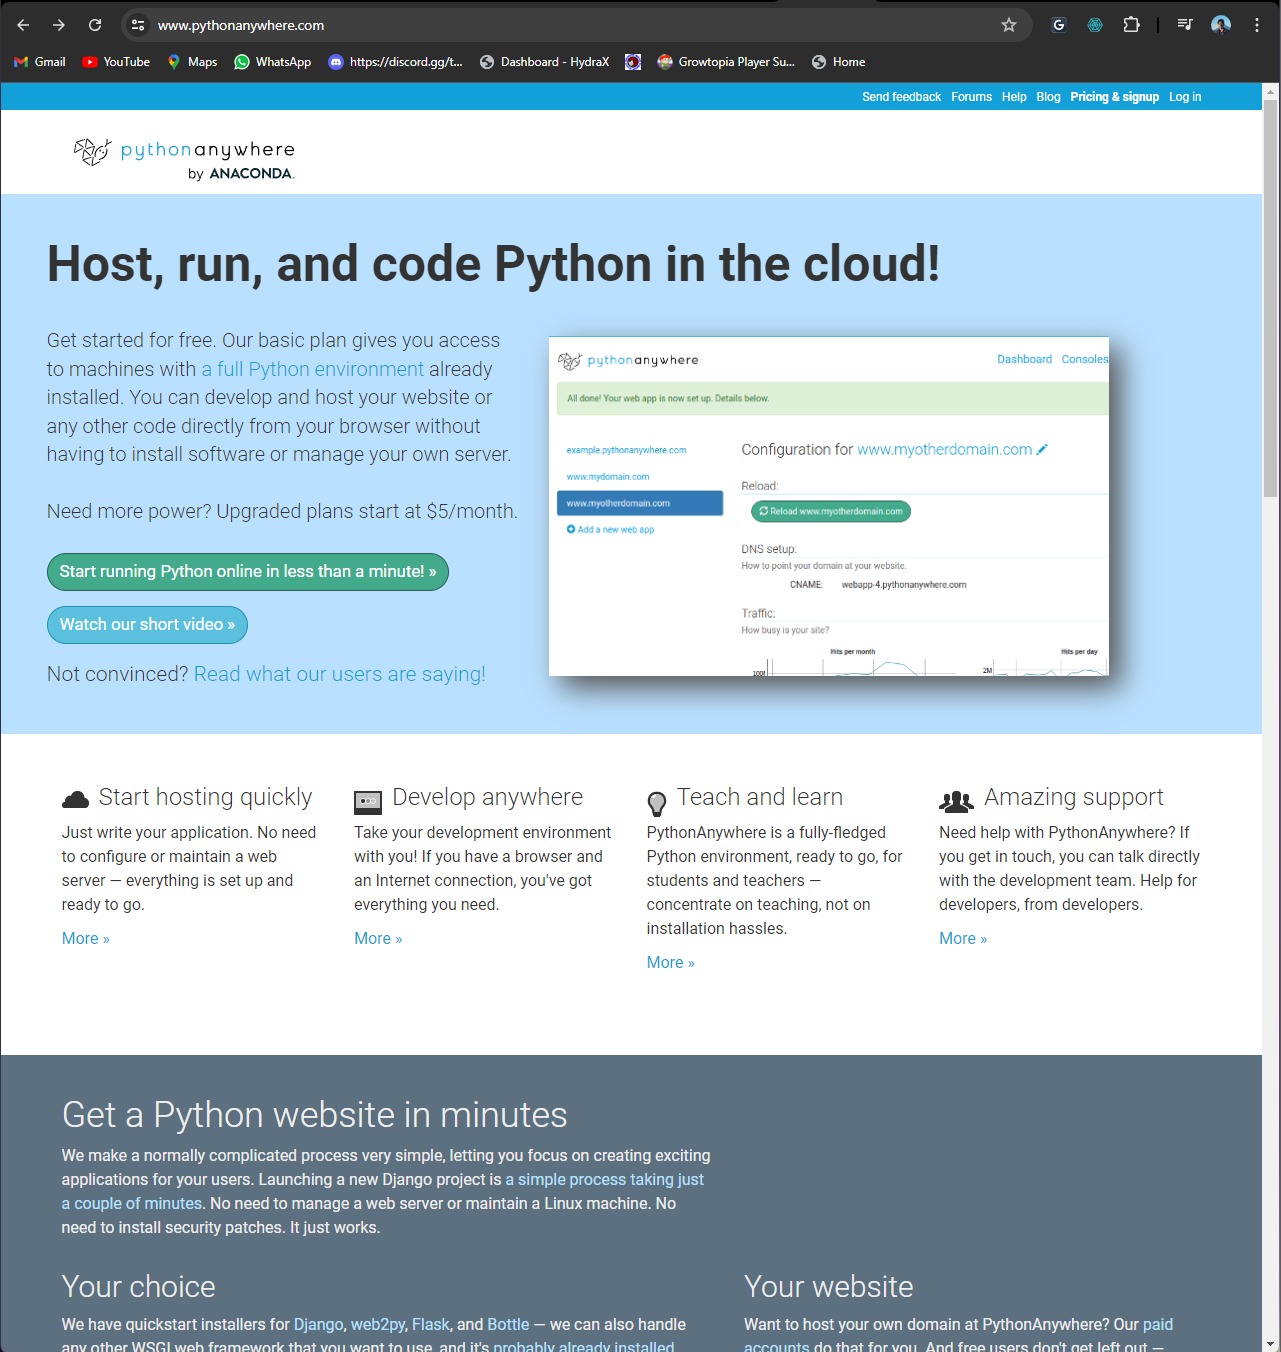 www.pythonanywhere.com
Gmail YouTube Maps WhatsApp https://discord.gg/t... Dashboard - HydraX Growtopia Player Su... Home
Send feedback Forums Help Blog Pricing & signup Log in
pythonanywhere
by ANACONDA.
Host, run, and code Python in the cloud!
Get started for free. Our basic plan gives you access
to machines with a full Python environment already
installed. You can develop and host your website or
any other code directly from your browser without
having to install software or manage your own server.
Need more power? Upgraded plans start at $5/month.
Start running Python online in less than a minute! »
Watch our short video »
Not convinced? Read what our users are saying!
pythonanywhere
Dashboard Consoles
All done! Your web app is now set up. Details below.
example.pythonanywhere.com
www.mydomain.com
www.myotherdomain.com
Add a new web app
Configuration for www.myotherdomain.com
Reload:
Reload www.myotherdomain.com
DNS setup:
How to point your domain at your website.
CNAME: webapp-4.pythonanywhere.com
Traffic:
How busy is your site?
Hits per month
Hits per day
2M
Start hosting quickly
Just write your application. No need
to configure or maintain a web
server — everything is set up and
ready to go.
More »
Develop anywhere
Take your development environment
with you! If you have a browser and
an Internet connection, you've got
everything you need.
More »
Teach and learn
PythonAnywhere is a fully-fledged
Python environment, ready to go, for
students and teachers —
concentrate on teaching, not on
installation hassles.
More »
Amazing support
Need help with PythonAnywhere? If
you get in touch, you can talk directly
with the development team. Help for
developers, from developers.
More »
Get a Python website in minutes
We make a normally complicated process very simple, letting you focus on creating exciting
applications for your users. Launching a new Django project is a simple process taking just
a couple of minutes. No need to manage a web server or maintain a Linux machine. No
need to install security patches. It just works.
Your choice
We have quickstart installers for Django, web2py, Flask, and Bottle — we can also handle
any other WSGI web framework that you want to use, and it's probably already installed
Your website
Want to host your own domain at PythonAnywhere? Our paid
accounts do that for you. And free users don't get left out —